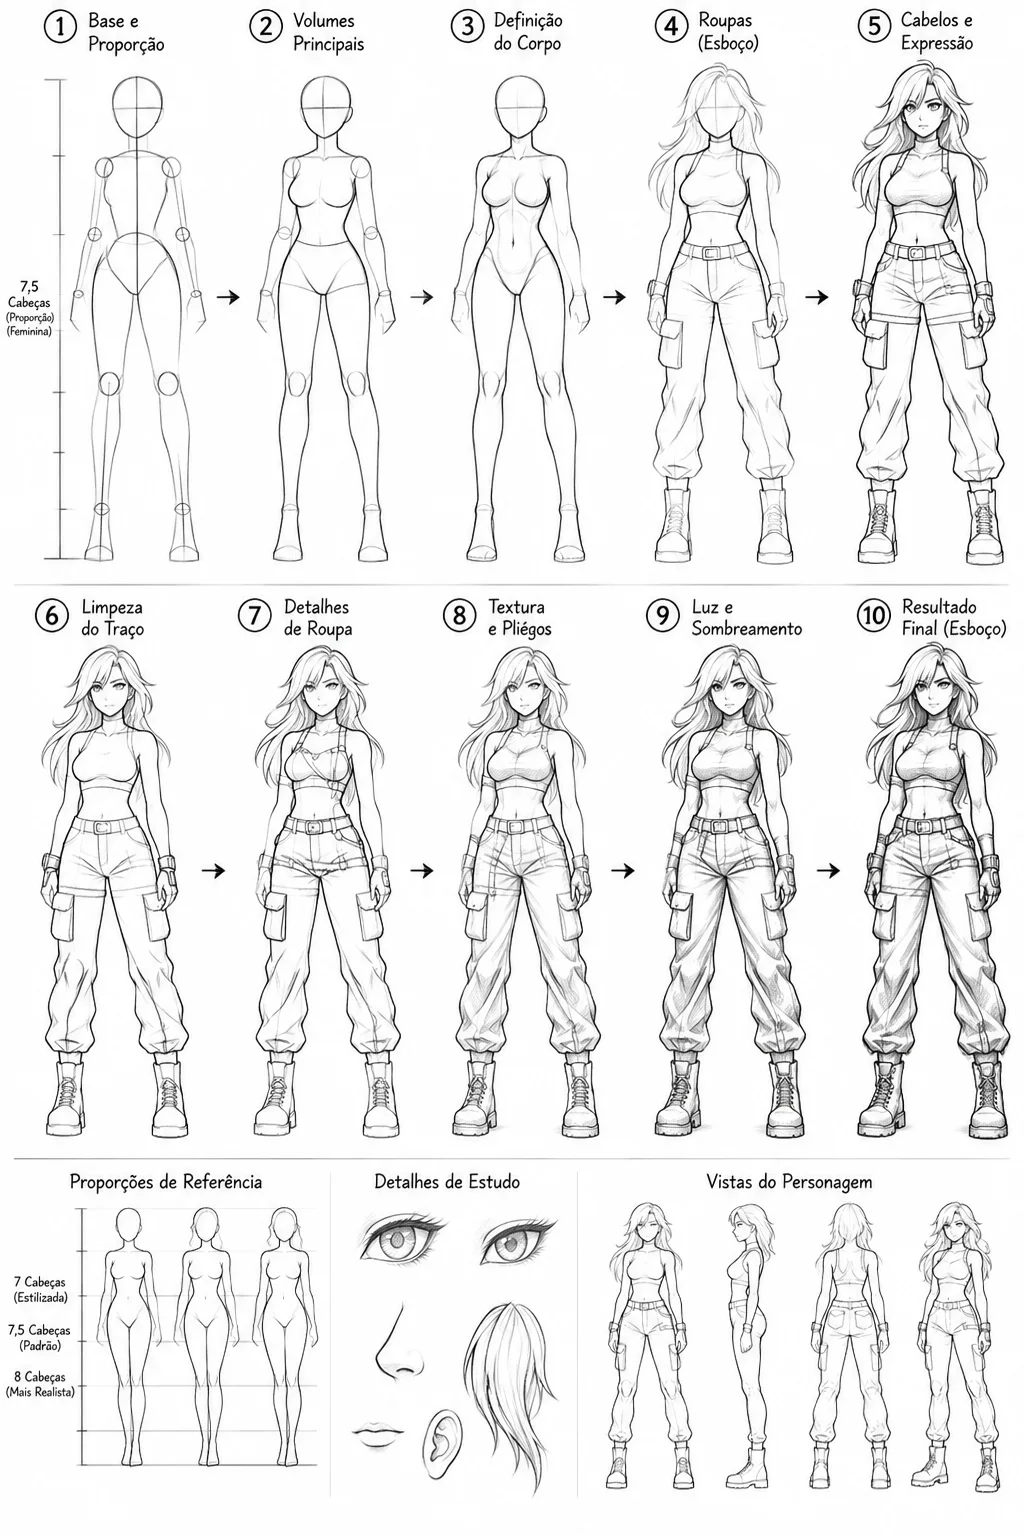 1 Base e
Proporção
2 Volumes
Principais
3 Definição
do Corpo
4 Roupas
(Esboço)
5 Cabelos e
Expressão
7,5
Cabeças
(Proporção)
(Feminina)
6 Limpeza
do Traço
7 Detalhes
de Roupa
8 Textura
e Pliégos
9 Luz e
Sombreamento
10 Resultado
Final (Esboço)
Proporções de Referência
7 Cabeças
(Estilizada)
7,5 Cabeças
(Padrão)
8 Cabeças
(Mais Realista)
Detalhes de Estudo
Vistas do Personagem